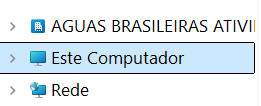 AGUAS BRASILEIRAS ATIVI
Este Computador
Rede